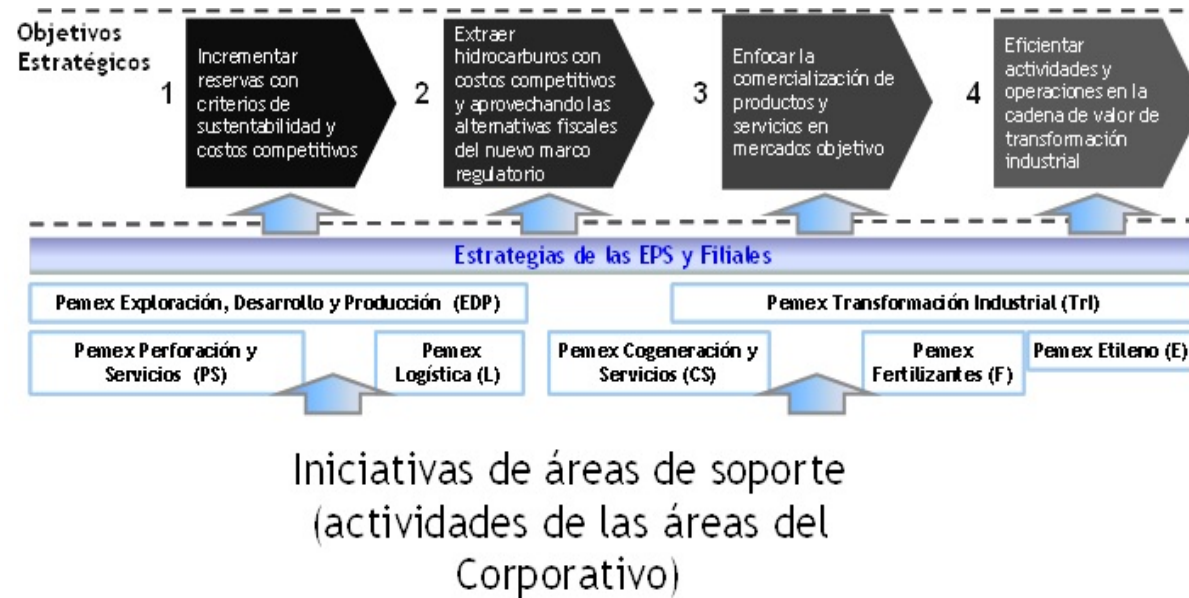 Objetivos
Estratégicos
1
Incrementar
reservas con
criterios de
sustentabilidad y
costos competitivos
2
Extraer
hidrocarburos con
costos competitivos
y aprovechando las
alternativas fiscales
del nuevo marco
regulatorio
3
Enfocar la
comercialización de
productos y
servicios en
mercados objetivo
4
Eficientar
actividades y
operaciones en la
cadena de valor de
transformación
industrial
Estrategias de las EPS y Filiales
Pemex Exploración, Desarrollo y Producción (EDP)
Pemex Transformación Industrial (TrI)
Pemex Perforación y
Servicios (PS)
Pemex
Logística (L)
Pemex Cogeneración y
Servicios (CS)
Pemex
Fertilizantes (F)
Pemex Etileno (E)
Iniciativas de áreas de soporte
(actividades de las áreas del
Corporativo)